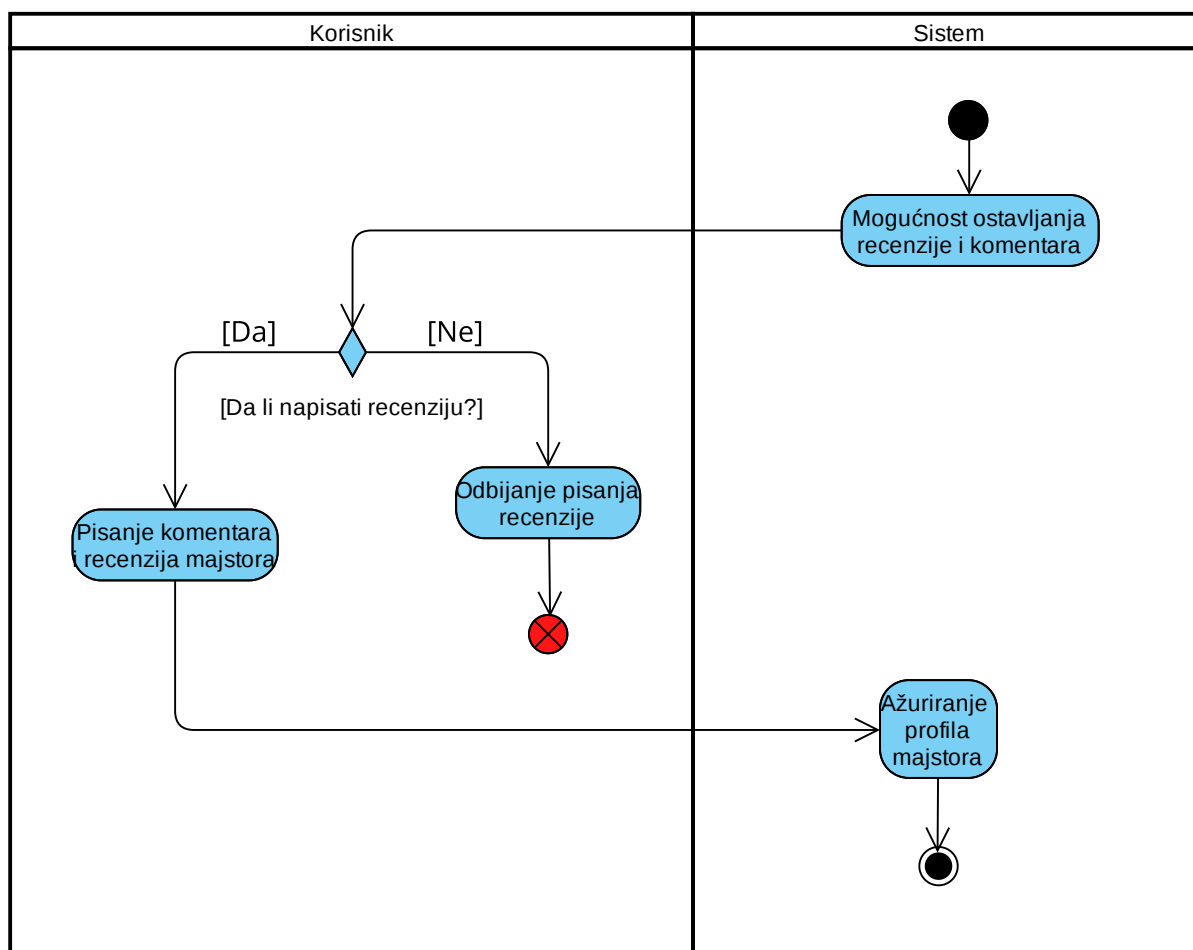 Korisnik
Sistem
Mogućnost ostavljanja
recenzije i komentara
[Da]
[Ne]
[Da li napisati recenziju?]
Odbijanje pisanja
recenzije
Pisanje komentara
i recenzija majstora
Ažuriranje
profila
majstora